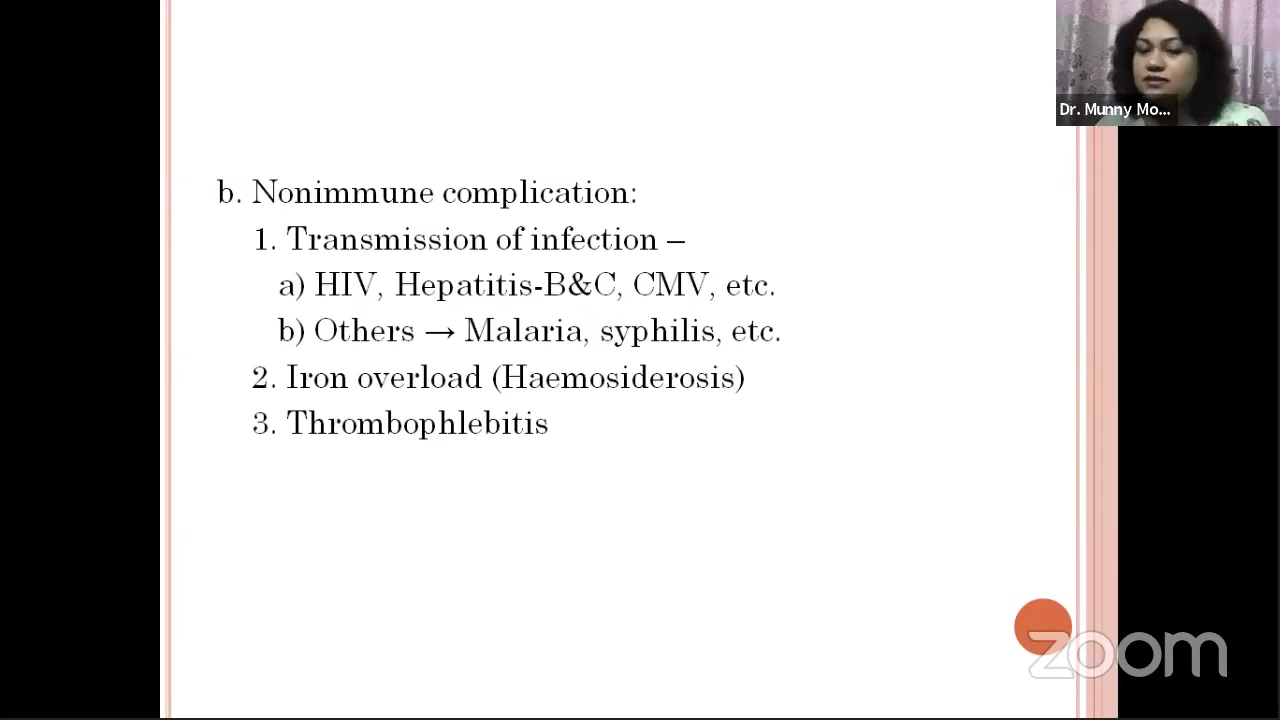 Dr. Munny Mo...
b. Nonimmune complication:
1. Transmission of infection –
a) HIV, Hepatitis-B&C, CMV, etc.
b) Others → Malaria, syphilis, etc.
2. Iron overload (Haemosiderosis)
3. Thrombophlebitis
zoom